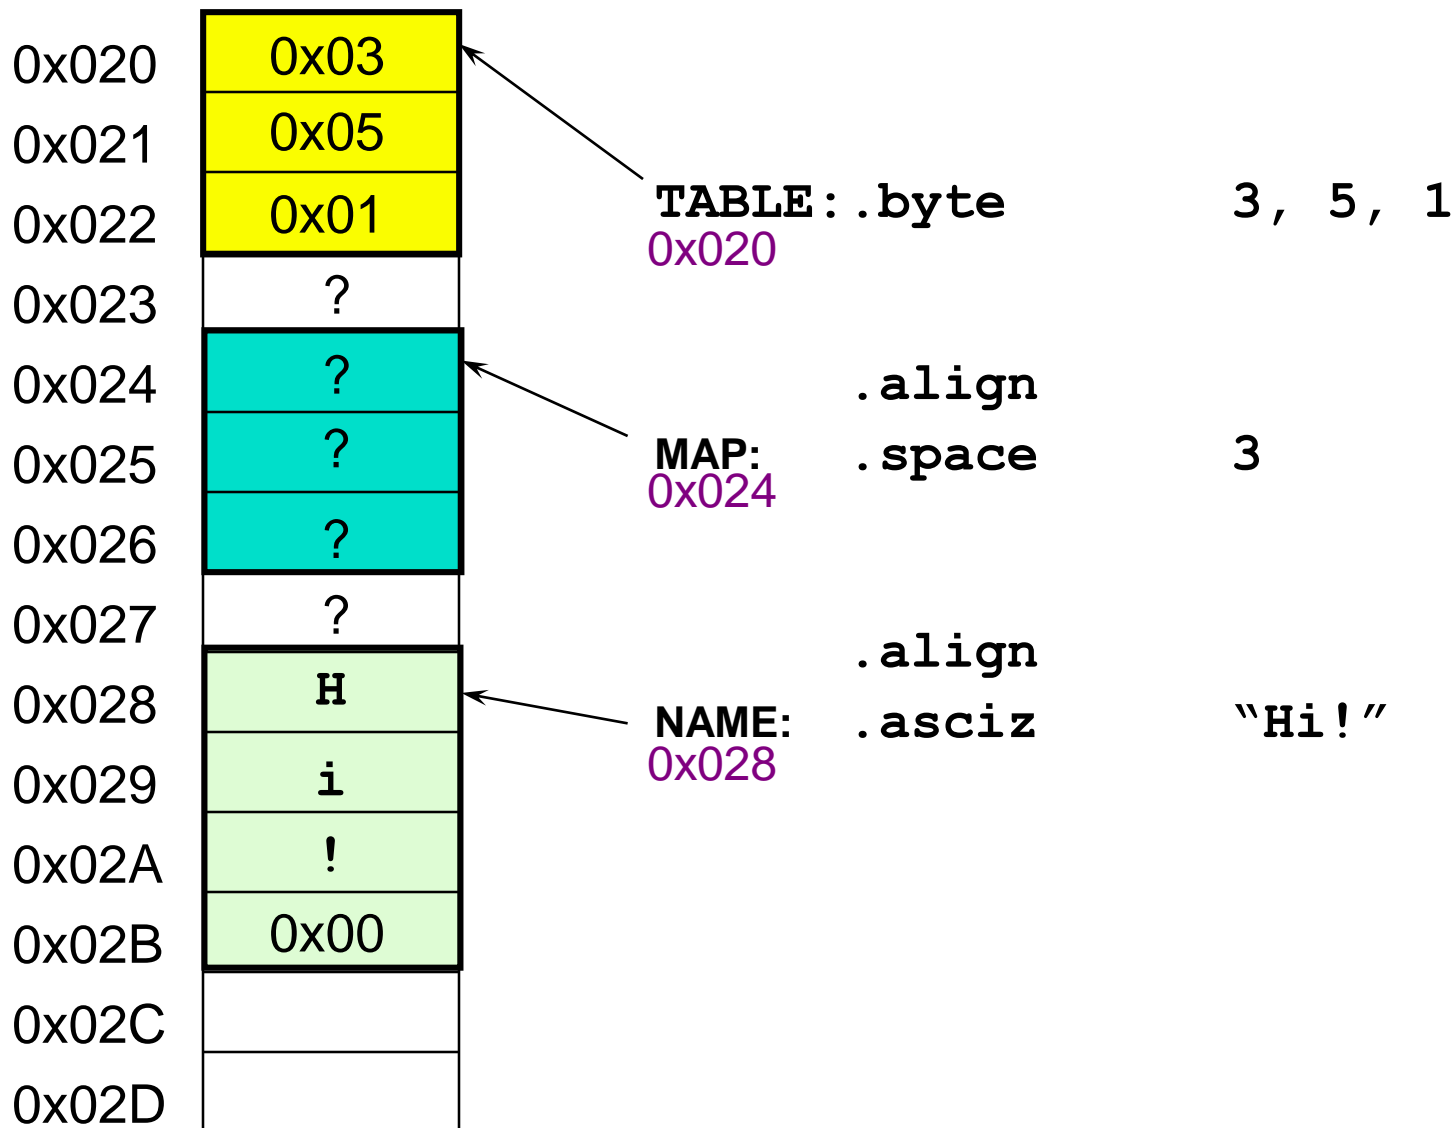 0x020 0x03
0x021 0x05
0x022 0x01
TABLE: .byte 3, 5, 1
0x020
0x023 ?
0x024 ?
.align
0x025 ?
MAP: .space 3
0x024
0x026 ?
0x027 ?
.align
0x028 H
NAME: .asciz “Hi!”
0x028
0x029 i
0x02A !
0x02B 0x00
0x02C
0x02D